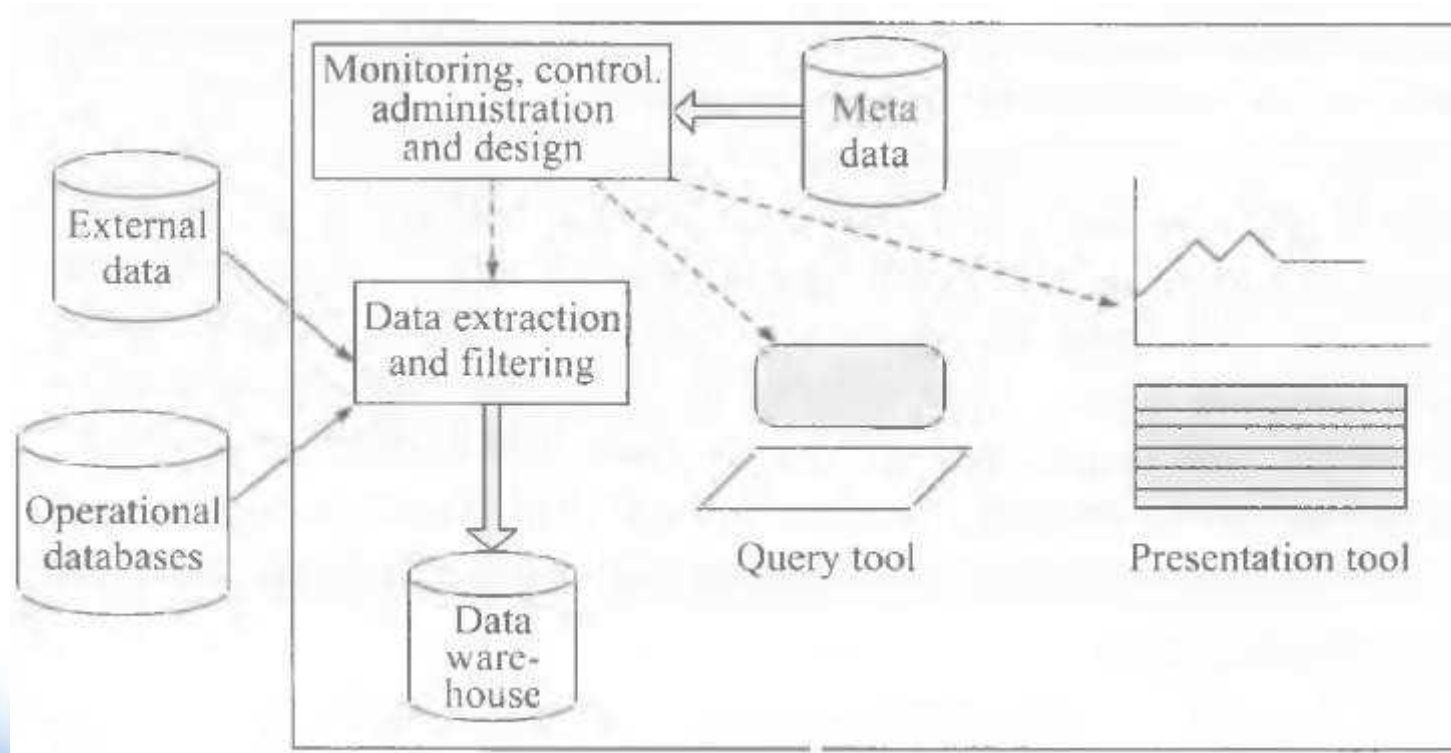 Monitoring, control.
administration
and design
Meta
data
External
data
Data extraction
and filtering
Operational
databases
Query tool
Presentation tool
Data
ware-
house